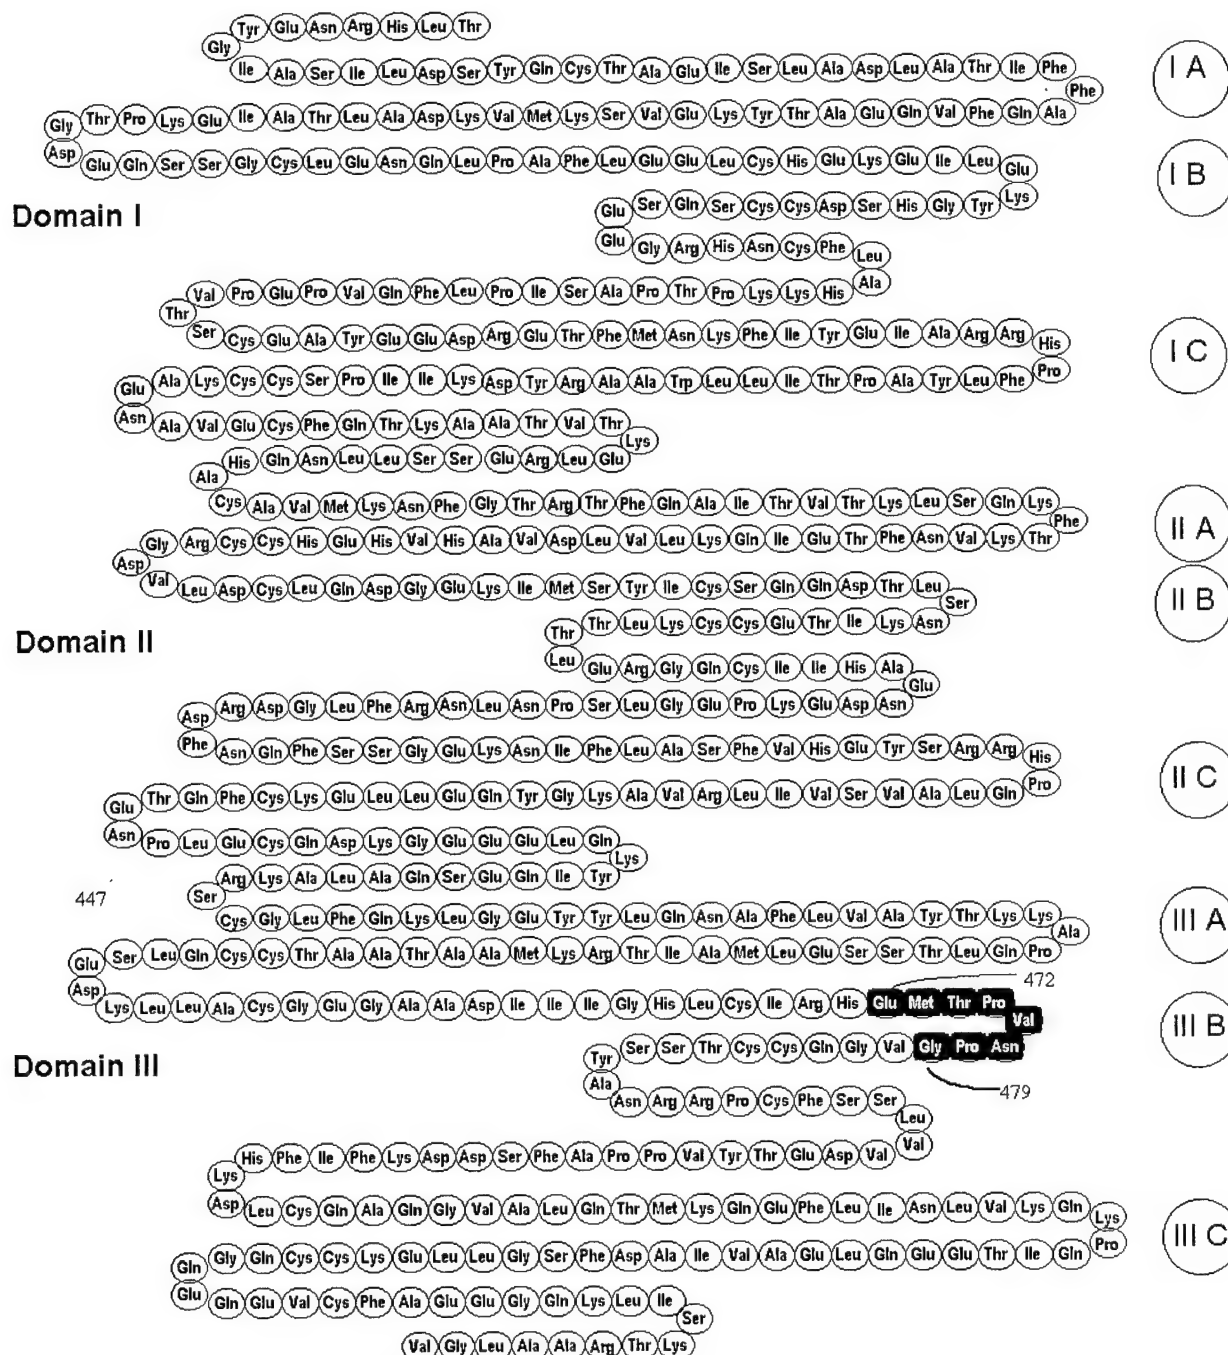 Tyr Glu Asn Arg His Leu Thr
Gly
Ile Ala Ser Ile Leu Asp Ser Tyr Gln Cys Thr Ala Glu Ile Ser Leu Ala Asp Leu Ala Thr Ile Phe
I A
Phe
Gly Thr Pro Lys Glu Ile Ala Thr Leu Ala Asp Lys Val Met Lys Ser Val Glu Lys Tyr Thr Ala Glu Gln Val Phe Gln Ala
Asp Glu Gln Ser Ser Gly Cys Leu Glu Asn Gln Leu Pro Ala Phe Leu Glu Glu Leu Cys His Glu Lys Glu Ile Leu Glu
I B
Glu Ser Gln Ser Cys Cys Asp Ser His Gly Tyr Lys
Domain I
Glu Gly Arg His Asn Cys Phe Leu
Val Pro Glu Pro Val Gln Phe Leu Pro Ile Ser Ala Pro Thr Pro Lys Lys His Ala
Thr
Ser Cys Glu Ala Tyr Glu Glu Asp Arg Glu Thr Phe Met Asn Lys Phe Ile Tyr Glu Ile Ala Arg Arg His
I C
Glu Ala Lys Cys Cys Ser Pro Ile Ile Lys Asp Tyr Arg Ala Ala Trp Leu Leu Ile Thr Pro Ala Tyr Leu Phe Pro
Asn Ala Val Glu Cys Phe Gln Thr Lys Ala Ala Thr Val Thr
Lys
Ala His Gln Asn Leu Leu Ser Ser Glu Arg Leu Glu
Cys Ala Val Met Lys Asn Phe Gly Thr Arg Thr Phe Gln Ala Ile Thr Val Thr Lys Leu Ser Gln Lys
II A
Phe
Gly Arg Cys Cys His Glu His Val His Ala Val Asp Leu Val Leu Lys Gln Ile Glu Thr Phe Asn Val Lys Thr
Asp
Val Leu Asp Cys Leu Gln Asp Gly Glu Lys Ile Met Ser Tyr Ile Cys Ser Gln Gln Asp Thr Leu
II B
Ser
Thr Thr Leu Lys Cys Cys Glu Thr Ile Lys Asn
Domain II
Leu Glu Arg Gly Gln Cys Ile Ile His Ala
Glu
Asp Arg Asp Gly Leu Phe Arg Asn Leu Asn Pro Ser Leu Gly Glu Pro Lys Glu Asp Asn
Phe Asn Gln Phe Ser Ser Gly Glu Lys Asn Ile Phe Leu Ala Ser Phe Val His Glu Tyr Ser Arg Arg His
II C
Glu Thr Gln Phe Cys Lys Glu Leu Leu Glu Gln Tyr Gly Lys Ala Val Arg Leu Ile Val Ser Val Ala Leu Gln Pro
Asn Pro Leu Glu Cys Gln Asp Lys Gly Glu Glu Glu Leu Gln
Lys
447
Ser Arg Lys Ala Leu Ala Gln Ser Glu Gln Ile Tyr
Cys Gly Leu Phe Gln Lys Leu Gly Glu Tyr Tyr Leu Gln Asn Ala Phe Leu Val Ala Tyr Thr Lys Lys
III A
Ala
Glu Ser Leu Gln Cys Cys Thr Ala Ala Thr Ala Ala Met Lys Arg Thr Ile Ala Met Leu Glu Ser Ser Thr Leu Gln Pro
472
Asp
Lys Leu Leu Ala Cys Gly Glu Gly Ala Ala Asp Ile Ile Ile Gly His Leu Cys Ile Arg His Glu Met Thr Pro
Val
III B
Tyr Ser Ser Thr Cys Cys Gln Gly Val Gly Pro Asn
Domain III
Ala
479
Asn Arg Arg Pro Cys Phe Ser Ser Leu
Lys His Phe Ile Phe Lys Asp Asp Ser Phe Ala Pro Pro Val Tyr Thr Glu Asp Val Val
Asp Leu Cys Gln Ala Gln Gly Val Ala Leu Gln Thr Met Lys Gln Glu Phe Leu Ile Asn Leu Val Lys Gln Lys
III C
Gln Gly Gln Cys Cys Lys Glu Leu Leu Gly Ser Phe Asp Ala Ile Val Ala Glu Leu Gln Glu Glu Thr Ile Gln Pro
Glu Gln Glu Val Cys Phe Ala Glu Glu Gly Gln Lys Leu Ile
Ser
Val Gly Leu Ala Ala Arg Thr Lys